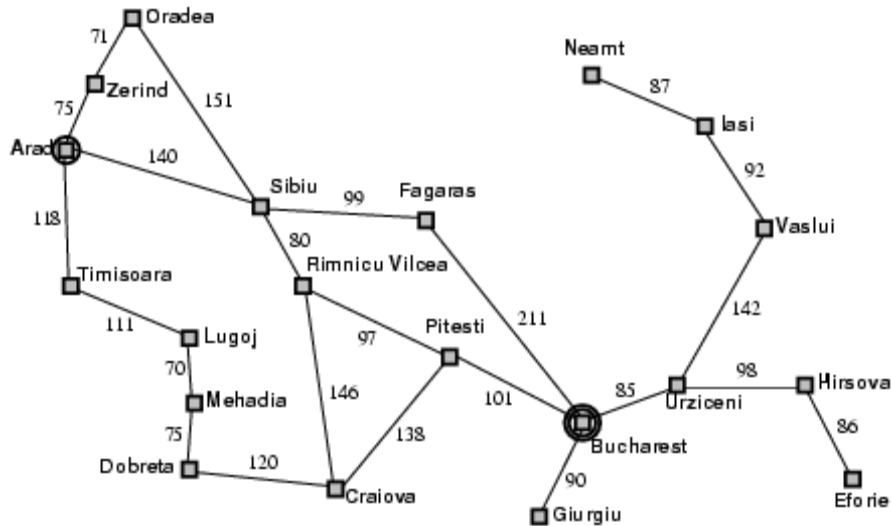 Oradea
71
Neamt
Zerind
87
75
151
Iasi
Arad
140
92
Sibiu
Fagaras
99
118
Vaslui
80
Timisoara
Rimnicu Vilcea
142
111
Lugoj
97
Pitesti
211
70
98
Hirsova
85
Urziceni
146
101
Mehadia
86
75
138
Bucharest
Dobreta
120
90
Craiova
Eforie
Giurgiu